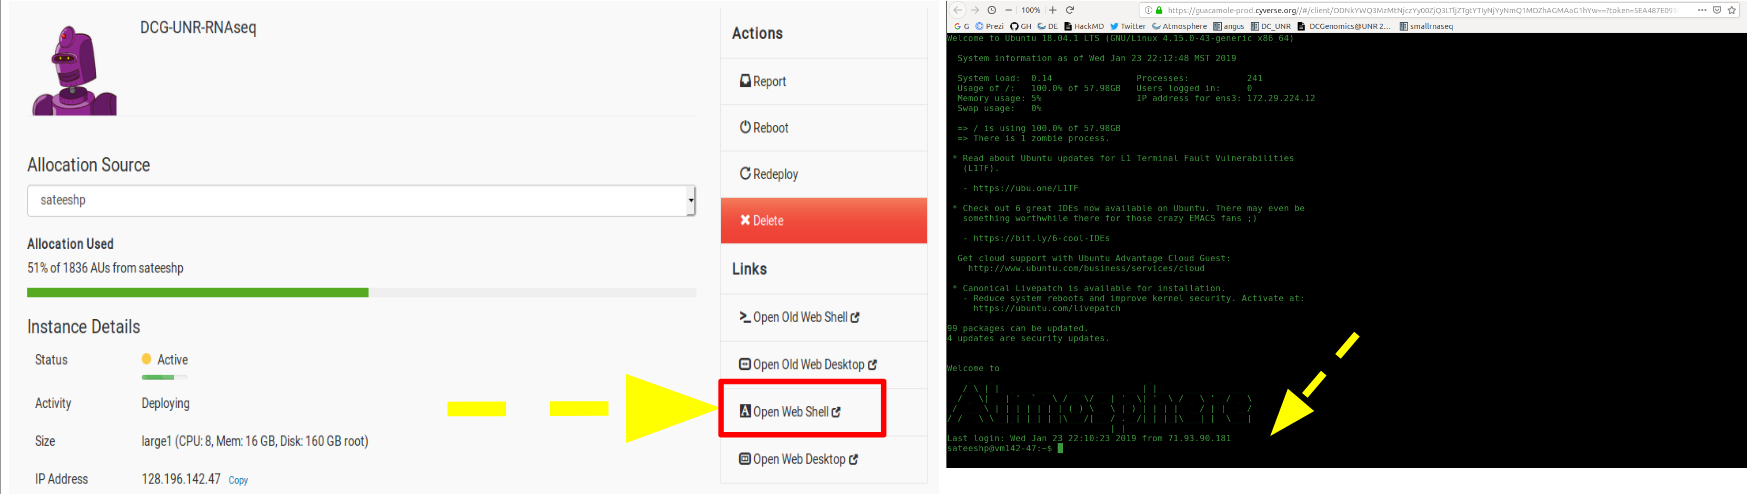 DCG-UNR-RNAseq
Allocation Source
sateeshp
Allocation Used
51% of 1836 AUs from sateeshp
Instance Details
Status Active
Activity Deploying
Size large1 (CPU: 8, Mem: 16 GB, Disk: 160 GB root)
IP Address 128.196.142.47 Copy
Actions
Report
Reboot
Redeploy
Delete
Links
Open Old Web Shell
Open Old Web Desktop
Open Web Shell
Open Web Desktop
100%
G G Prezi GH DE HackMD Twitter Atmosphere angus DC_UNR DCGenomics@UNR 2... smallrnaseq
Welcome to Ubuntu 18.04.1 LTS (GNU/Linux 4.15.0-43-generic x86_64)
System information as of Wed Jan 23 22:12:48 MST 2019
System load: 0.14 Processes: 241
Usage of /: 100.0% of 57.98GB Users logged in: 0
Memory usage: 5% IP address for ens3: 172.29.224.12
Swap usage: 0%
=> / is using 100.0% of 57.98GB
=> There is 1 zombie process.
* Read about Ubuntu updates for L1 Terminal Fault Vulnerabilities
(L1TF).
- https://ubu.one/L1TF
* Check out 6 great IDEs now available on Ubuntu. There may even be
something worthwhile there for those crazy EMACS fans ;)
- https://bit.ly/6-cool-IDEs
Get cloud support with Ubuntu Advantage Cloud Guest:
http://www.ubuntu.com/business/services/cloud
* Canonical Livepatch is available for installation.
- Reduce system reboots and improve kernel security. Activate at:
https://ubuntu.com/livepatch
99 packages can be updated.
4 updates are security updates.
Welcome to
Last login: Wed Jan 23 22:10:23 2019 from 71.93.90.181
sateeshp@vm142-47:~$